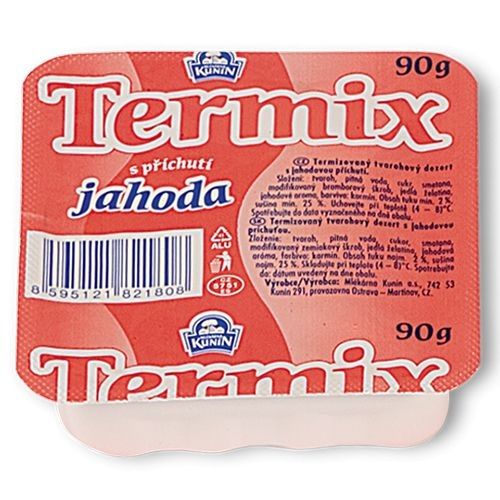 MLÉKÁRNA
KUNÍN
90g
Termix
s příchutí
jahoda
CZ Termizovaný tvarohový dezert
s jahodovou příchutí.
Složení: tvaroh, pitná voda, cukr, smetana,
modifikovaný bramborový škrob, jedlá želatina,
jahodové aroma, barvivo: karmín. Obsah tuku min. 2 %,
sušina min. 25 %. Uchovejte při teplotě (4 – 8)°C.
Spotřebujte do data vyznačeného na dně obalu.
SK Termizovaný tvarohový dezert s jahodovou
príchuťou.
Zloženie: tvaroh, pitná voda, cukor, smotana,
modifikovaný zemiakový škrob, jedlá želatína, jahodová
aróma, farbivo: karmín. Obsah tuku najm. 2 %, sušina
najm. 25 %. Skladujte pri teplote (4 – 8)°C. Spotrebujte
do: dátum uvedený na dne obalu.
Výrobce/Výrobca: Mlékárna Kunín a.s., 742 53
Kunín 291, provozovna Ostrava – Martinov, ČZ.
ALU
8 595121 821808
MLÉKÁRNA
KUNÍN
90g
Termix